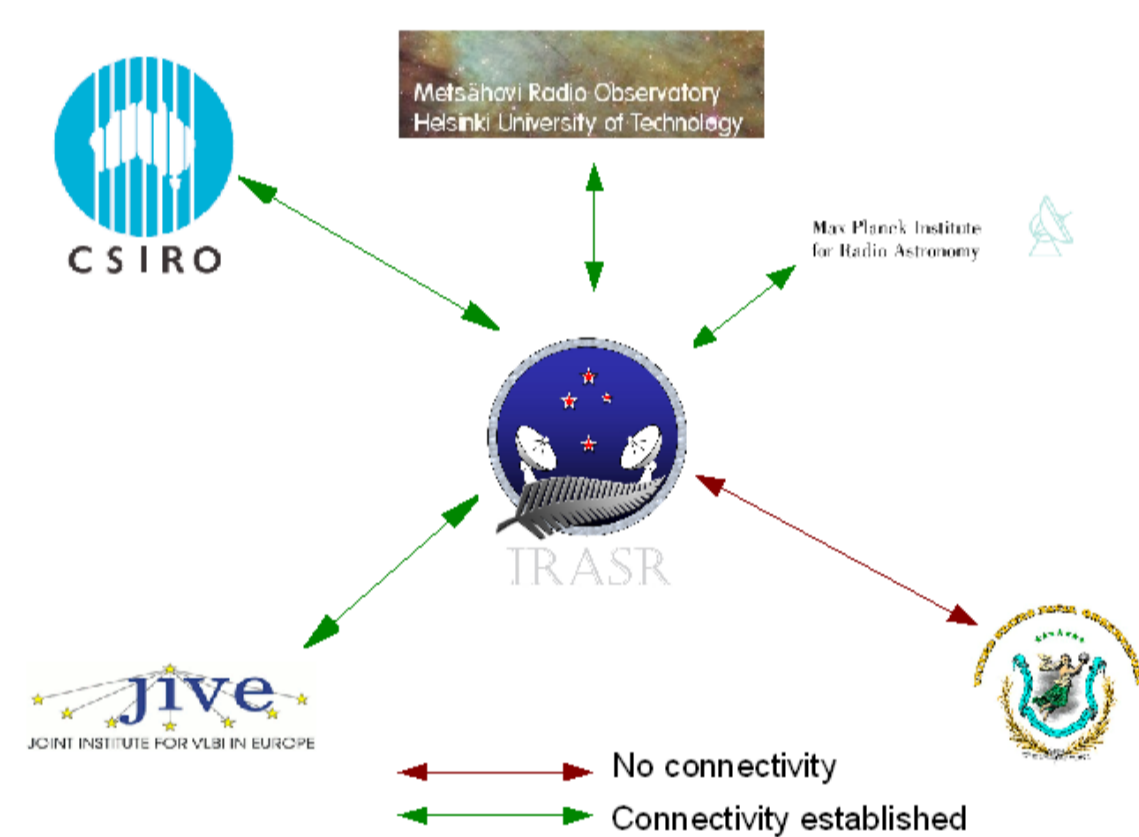 Metsähovi Radio Observatory
Helsinki University of Technology
CSIRO
Max Planck Institute
for Radio Astronomy
IRASR
jive
JOINT INSTITUTE FOR VLBI IN EUROPE
No connectivity
Connectivity established